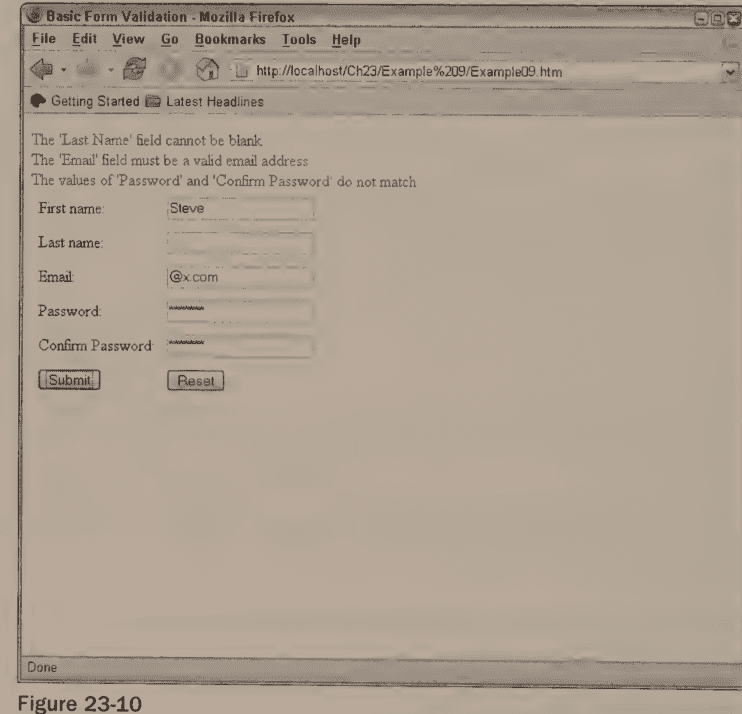 Basic Form Validation - Mozilla Firefox
File Edit View Go Bookmarks Tools Help
http://localhost/Ch23/Example%209/Example09.htm
Getting Started Latest Headlines
The 'Last Name' field cannot be blank
The 'Email' field must be a valid email address
The values of 'Password' and 'Confirm Password' do not match
First name: Steve
Last name:
Email: @x.com
Password: *******
Confirm Password: *******
Submit Reset
Done
Figure 23-10